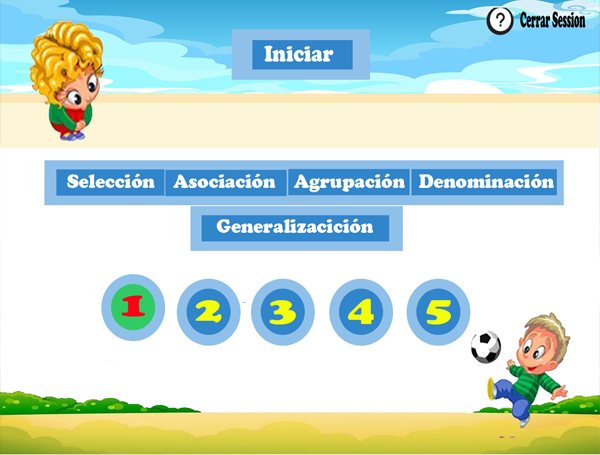 ? Cerrar Session
Iniciar
Selección Asociación Agrupación Denominación
Generalizacición
1 2 3 4 5